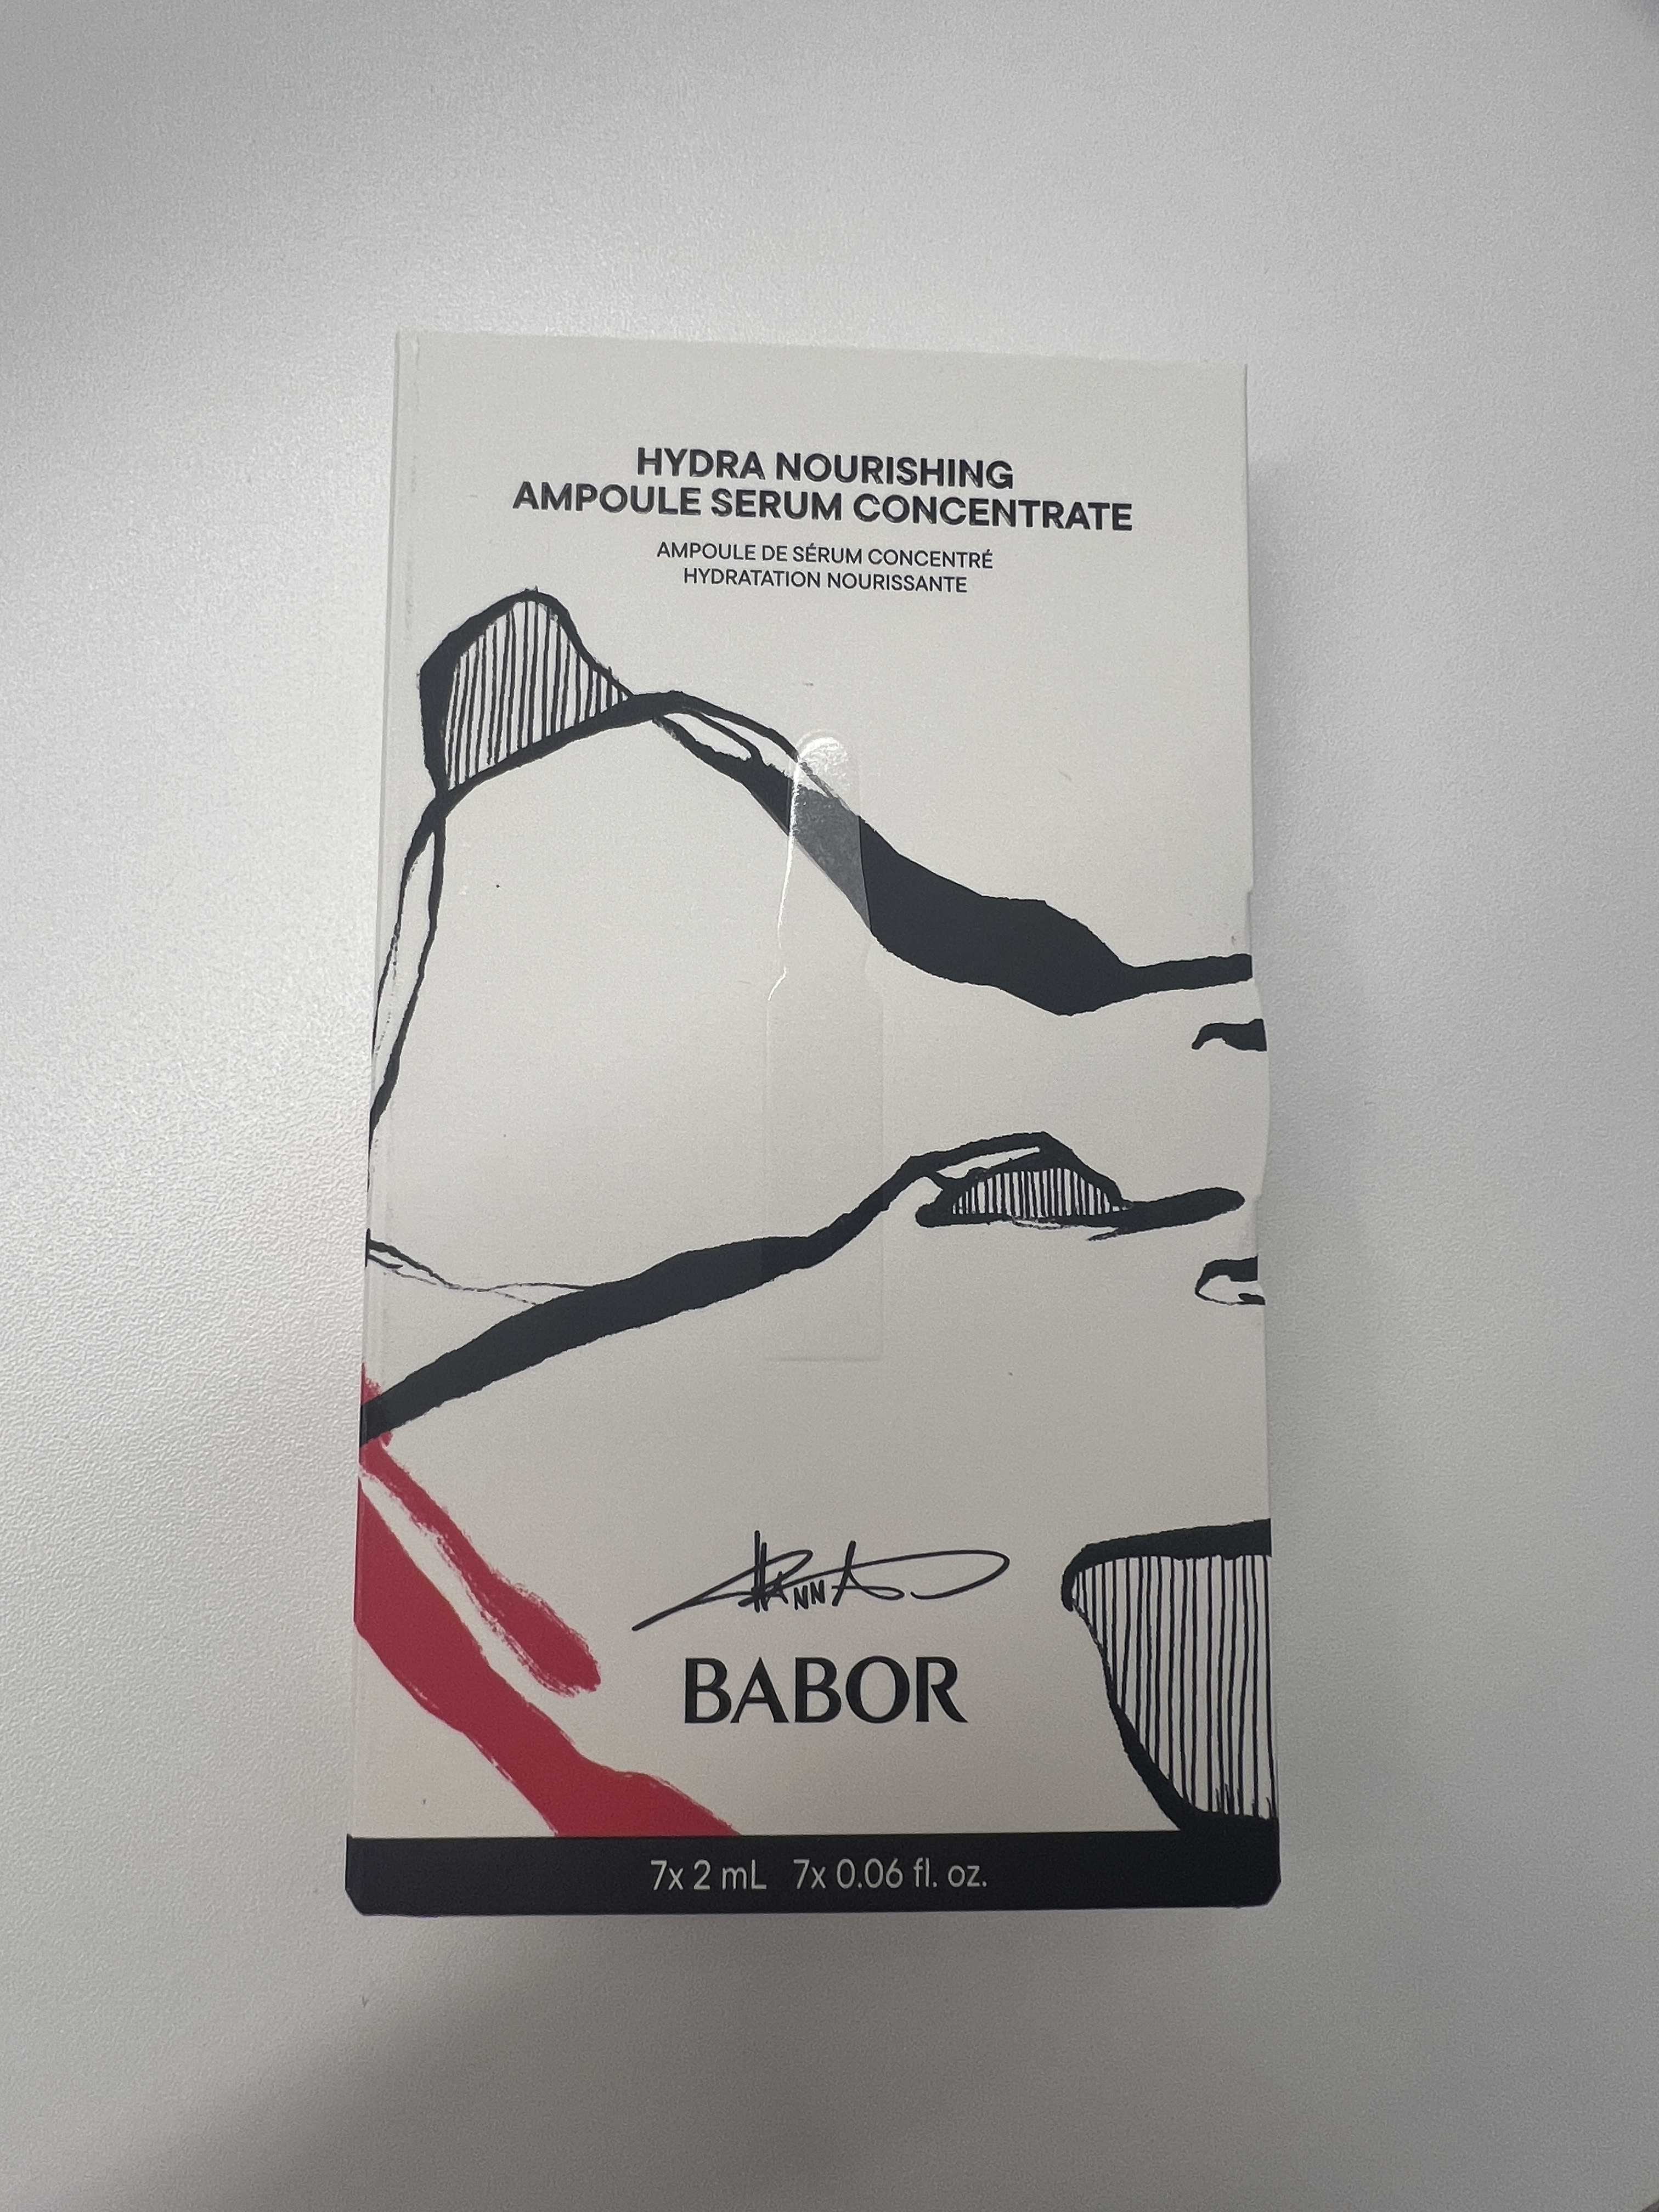 HYDRA NOURISHING
AMPOULE SERUM CONCENTRATE
AMPOULE DE SÉRUM CONCENTRÉ
HYDRATATION NOURISSANTE
BABOR
7x 2 mL 7x 0.06 fl. oz.